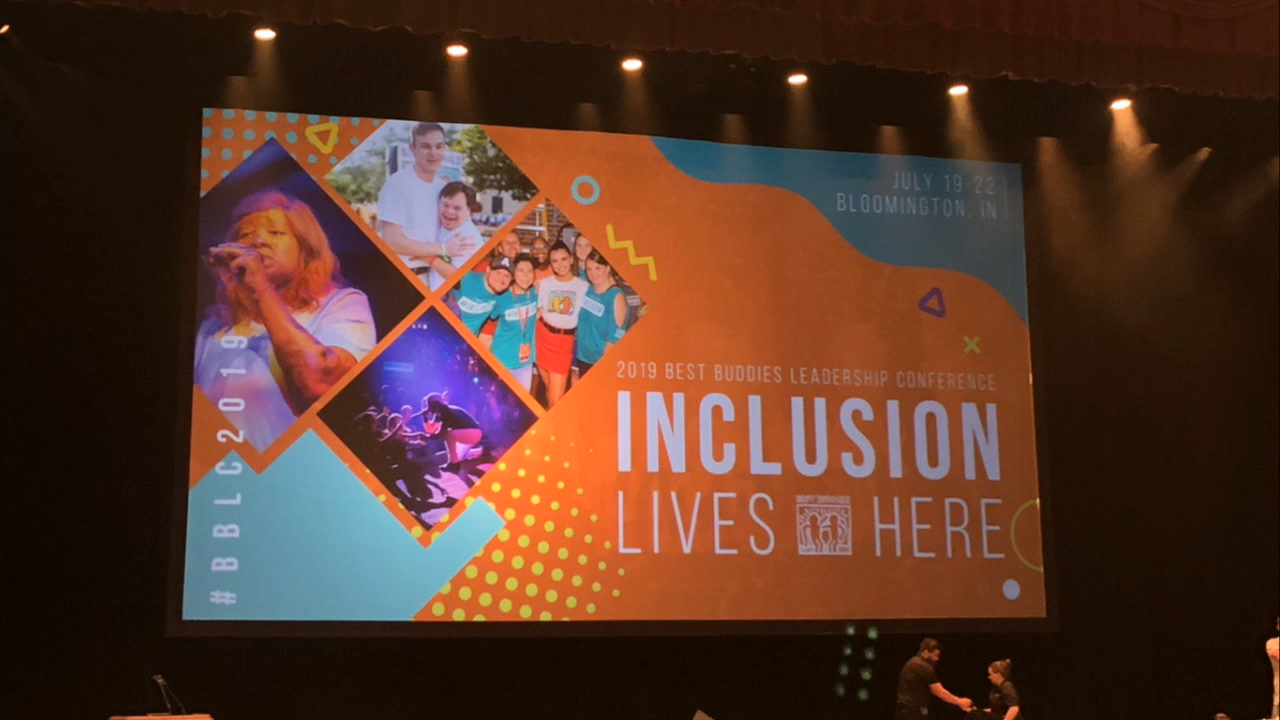 JULY 19-22
BLOOMINGTON, IN
2019 BEST BUDDIES LEADERSHIP CONFERENCE
INCLUSION
LIVES HERE
#BBLC2019